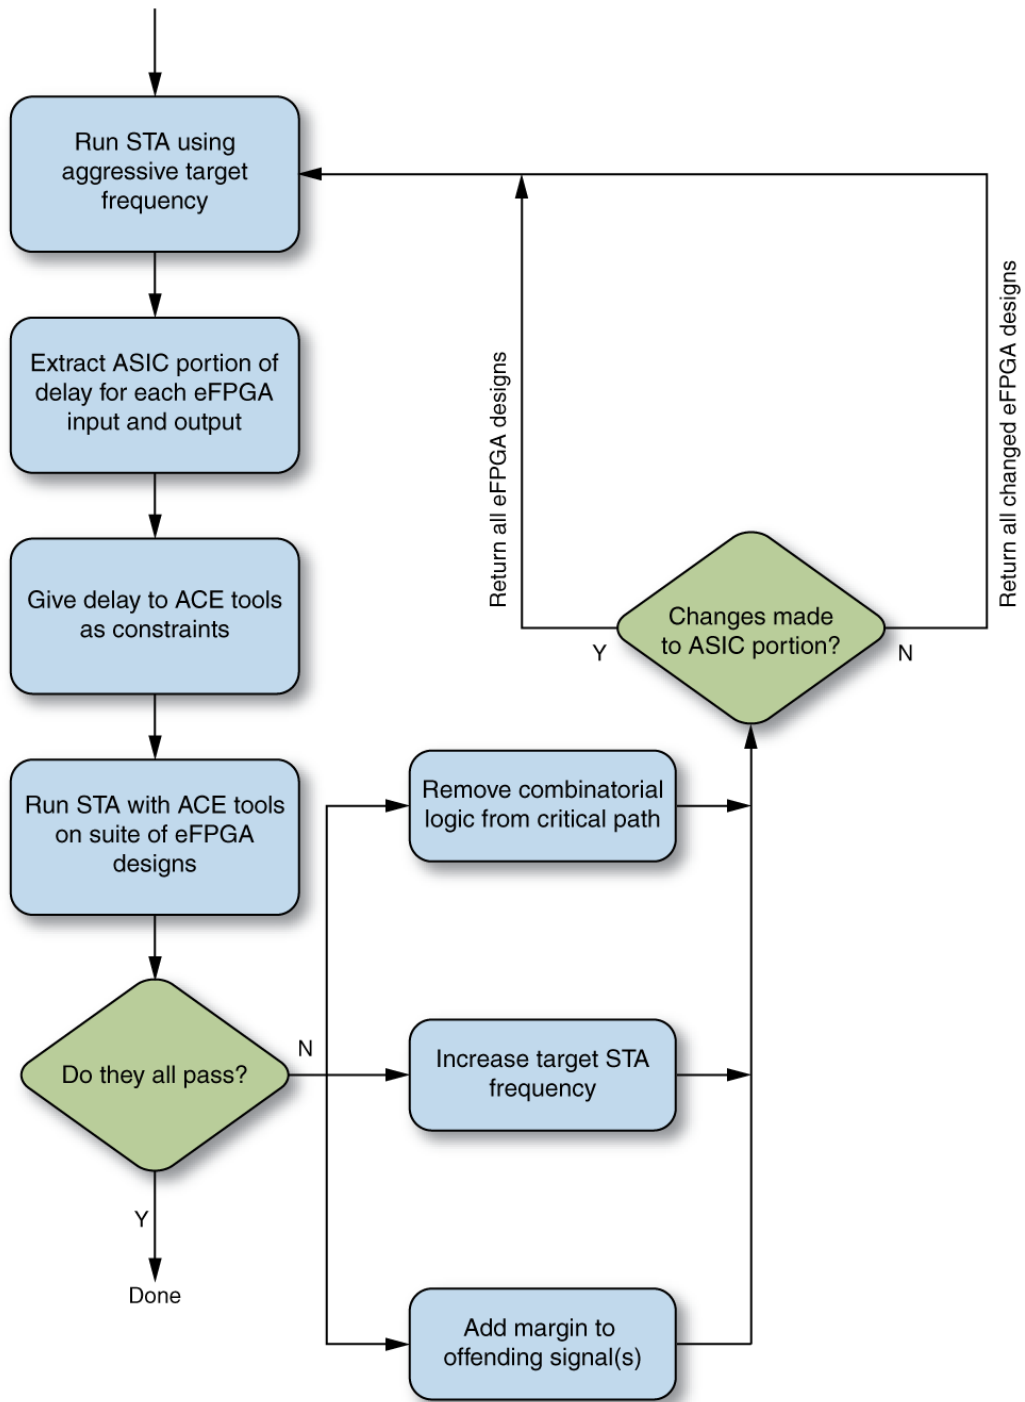 Run STA using
aggressive target
frequency
Extract ASIC portion of
delay for each eFPGA
input and output
Give delay to ACE tools
as constraints
Run STA with ACE tools
on suite of eFPGA
designs
Do they all pass?
N
Y
Done
Remove combinatorial
logic from critical path
Increase target STA
frequency
Add margin to
offending signal(s)
Changes made
to ASIC portion?
Y
N
Return all eFPGA designs
Return all changed eFPGA designs